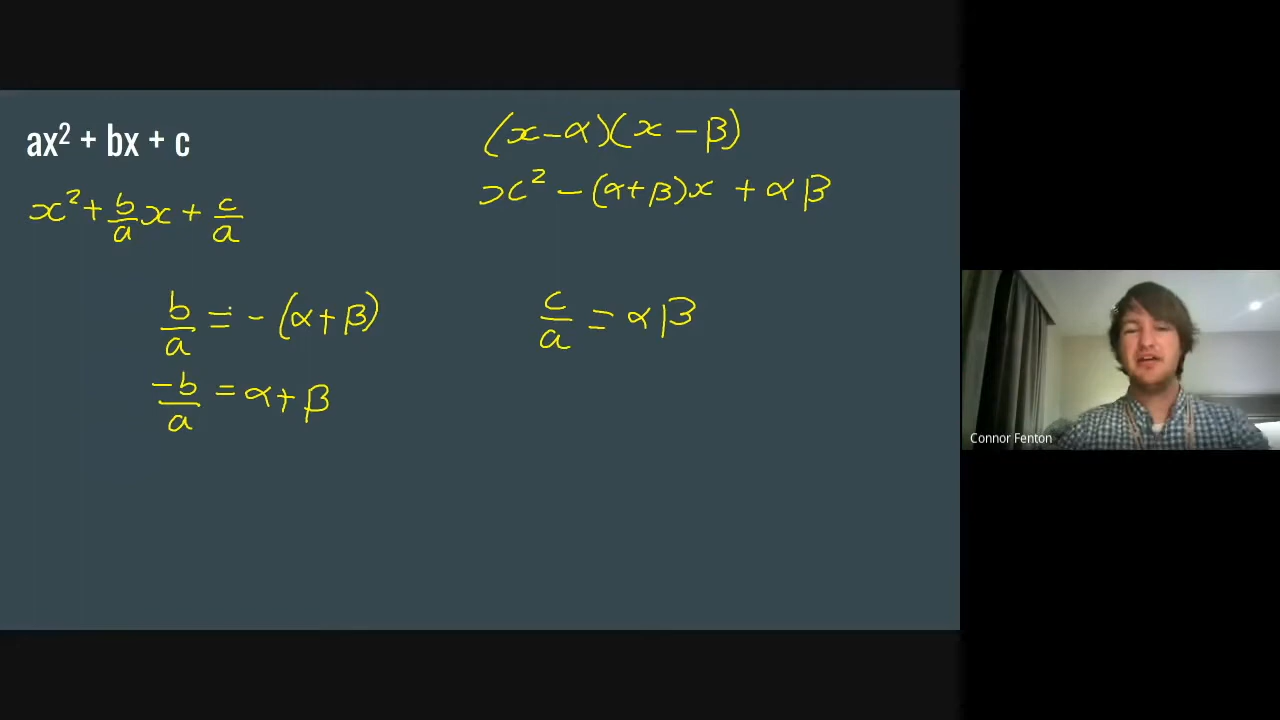 ax² + bx + c
x² + b/a x + c/a
(x - α)(x - β)
x² - (α + β)x + αβ
b/a = - (α + β)
-b/a = α + β
c/a = αβ
Connor Fenton